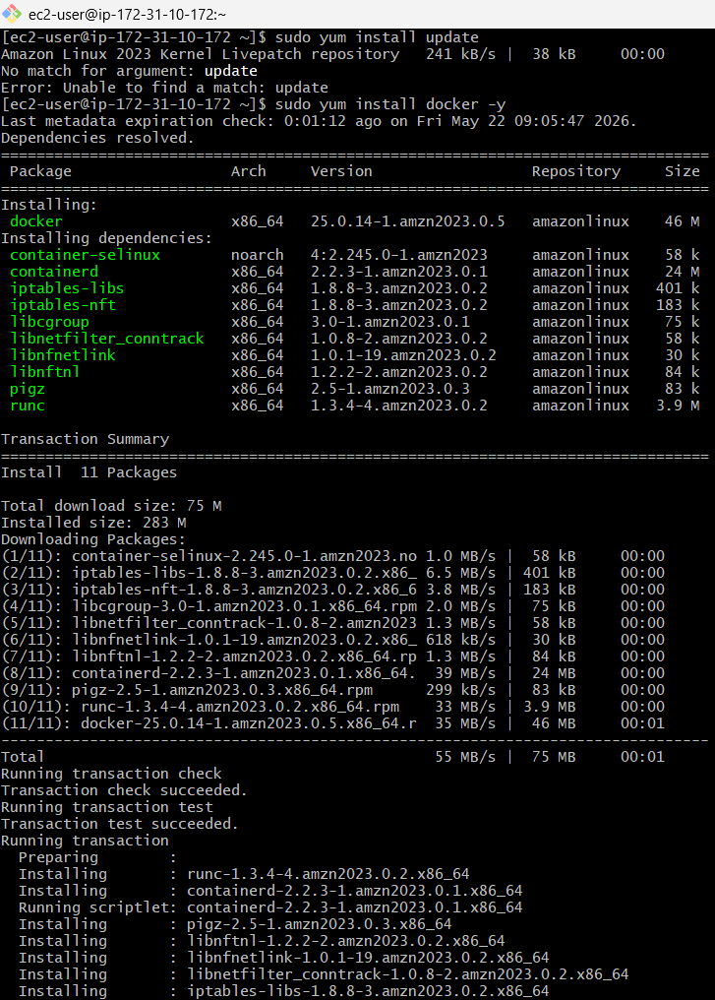 ec2-user@ip-172-31-10-172:~
[ec2-user@ip-172-31-10-172 ~]$ sudo yum install update
Amazon Linux 2023 Kernel Livepatch repository   241 kB/s |  38 kB     00:00
No match for argument: update
Error: Unable to find a match: update
[ec2-user@ip-172-31-10-172 ~]$ sudo yum install docker -y
Last metadata expiration check: 0:01:12 ago on Fri May 22 09:05:47 2026.
Dependencies resolved.
================================================================================
 Package                  Arch     Version                  Repository     Size
================================================================================
Installing:
 docker                   x86_64   25.0.14-1.amzn2023.0.5   amazonlinux    46 M
Installing dependencies:
 container-selinux        noarch   4:2.245.0-1.amzn2023     amazonlinux    58 k
 containerd               x86_64   2.2.3-1.amzn2023.0.1     amazonlinux    24 M
 iptables-libs            x86_64   1.8.8-3.amzn2023.0.2     amazonlinux   401 k
 iptables-nft             x86_64   1.8.8-3.amzn2023.0.2     amazonlinux   183 k
 libcgroup                x86_64   3.0-1.amzn2023.0.1       amazonlinux    75 k
 libnetfilter_conntrack   x86_64   1.0.8-2.amzn2023.0.2     amazonlinux    58 k
 libnfnetlink             x86_64   1.0.1-19.amzn2023.0.2    amazonlinux    30 k
 libnftnl                 x86_64   1.2.2-2.amzn2023.0.2     amazonlinux    84 k
 pigz                     x86_64   2.5-1.amzn2023.0.3       amazonlinux    83 k
 runc                     x86_64   1.3.4-4.amzn2023.0.2     amazonlinux   3.9 M
Transaction Summary
================================================================================
Install  11 Packages
Total download size: 75 M
Installed size: 283 M
Downloading Packages:
(1/11): container-selinux-2.245.0-1.amzn2023.no 1.0 MB/s |  58 kB     00:00
(2/11): iptables-libs-1.8.8-3.amzn2023.0.2.x86_ 6.5 MB/s | 401 kB     00:00
(3/11): iptables-nft-1.8.8-3.amzn2023.0.2.x86_6 3.8 MB/s | 183 kB     00:00
(4/11): libcgroup-3.0-1.amzn2023.0.1.x86_64.rpm 2.0 MB/s |  75 kB     00:00
(5/11): libnetfilter_conntrack-1.0.8-2.amzn2023 1.3 MB/s |  58 kB     00:00
(6/11): libnfnetlink-1.0.1-19.amzn2023.0.2.x86_ 618 kB/s |  30 kB     00:00
(7/11): libnftnl-1.2.2-2.amzn2023.0.2.x86_64.rp 1.3 MB/s |  84 kB     00:00
(8/11): containerd-2.2.3-1.amzn2023.0.1.x86_64.  39 MB/s |  24 MB     00:00
(9/11): pigz-2.5-1.amzn2023.0.3.x86_64.rpm      299 kB/s |  83 kB     00:00
(10/11): runc-1.3.4-4.amzn2023.0.2.x86_64.rpm    33 MB/s | 3.9 MB     00:00
(11/11): docker-25.0.14-1.amzn2023.0.5.x86_64.r  35 MB/s |  46 MB     00:01
--------------------------------------------------------------------------------
Total                                            55 MB/s |  75 MB     00:01
Running transaction check
Transaction check succeeded.
Running transaction test
Transaction test succeeded.
Running transaction
  Preparing        :
  Installing       : runc-1.3.4-4.amzn2023.0.2.x86_64
  Installing       : containerd-2.2.3-1.amzn2023.0.1.x86_64
  Running scriptlet: containerd-2.2.3-1.amzn2023.0.1.x86_64
  Installing       : pigz-2.5-1.amzn2023.0.3.x86_64
  Installing       : libnftnl-1.2.2-2.amzn2023.0.2.x86_64
  Installing       : libnfnetlink-1.0.1-19.amzn2023.0.2.x86_64
  Installing       : libnetfilter_conntrack-1.0.8-2.amzn2023.0.2.x86_64
  Installing       : iptables-libs-1.8.8-3.amzn2023.0.2.x86_64